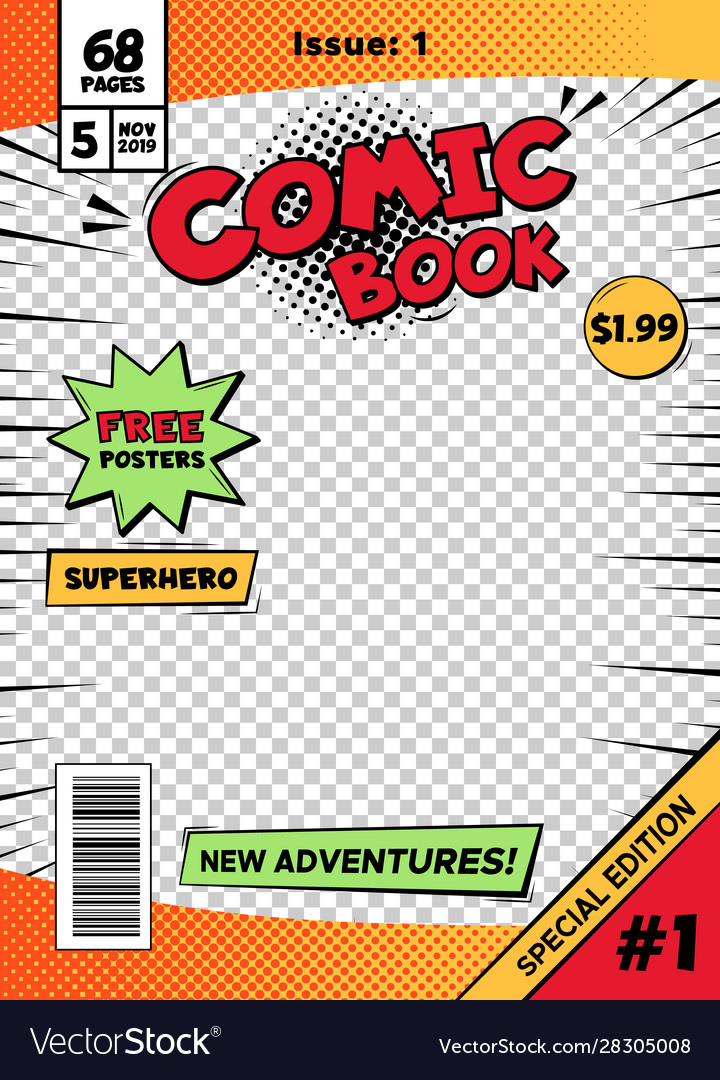 68
PAGES
5
NOV
2019
Issue: 1
COMIC
BOOK
$1.99
FREE
POSTERS
SUPERHERO
NEW ADVENTURES!
SPECIAL EDITION
#1
VectorStock®
VectorStock.com/28305008